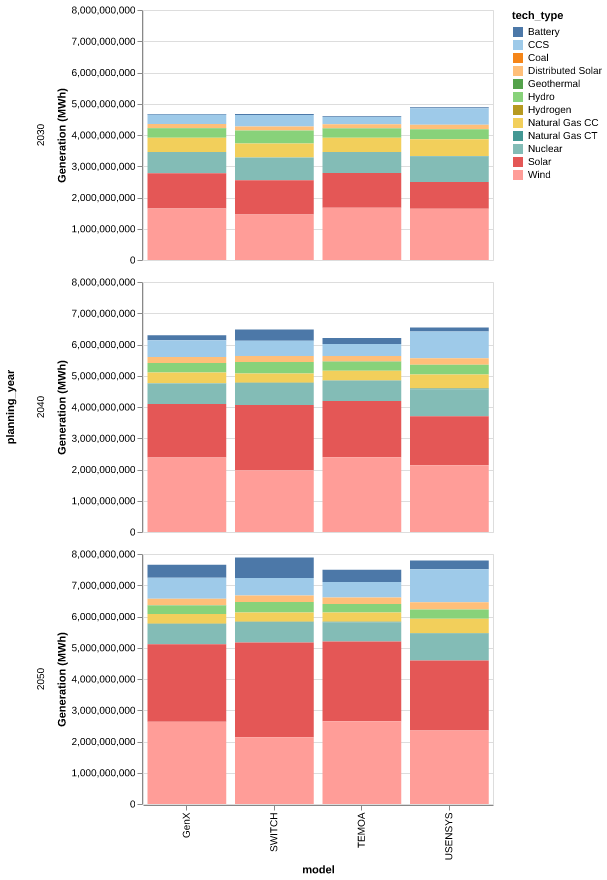 tech_type
Battery
CCS
Coal
Distributed Solar
Geothermal
Hydro
Hydrogen
Natural Gas CC
Natural Gas CT
Nuclear
Solar
Wind
planning_year
2030
Generation (MWh)
8,000,000,000
7,000,000,000
6,000,000,000
5,000,000,000
4,000,000,000
3,000,000,000
2,000,000,000
1,000,000,000
0
2040
Generation (MWh)
8,000,000,000
7,000,000,000
6,000,000,000
5,000,000,000
4,000,000,000
3,000,000,000
2,000,000,000
1,000,000,000
0
2050
Generation (MWh)
8,000,000,000
7,000,000,000
6,000,000,000
5,000,000,000
4,000,000,000
3,000,000,000
2,000,000,000
1,000,000,000
0
GenX
SWITCH
TEMOA
USENSYS
model